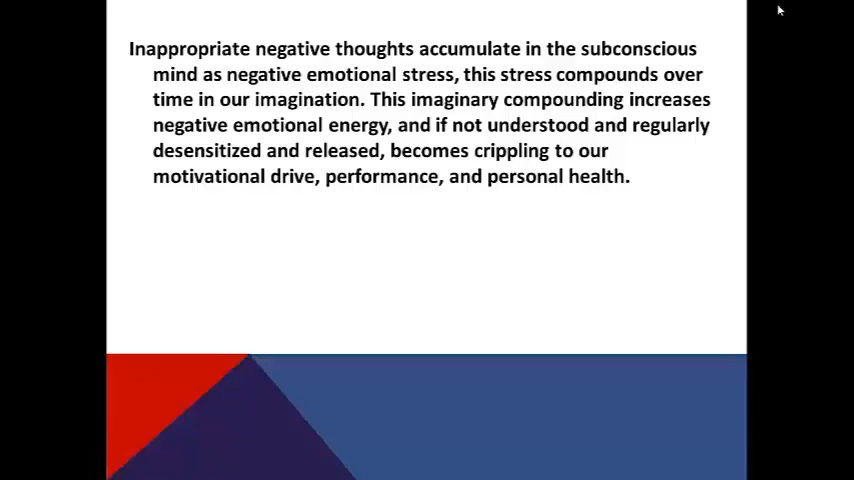 Inappropriate negative thoughts accumulate in the subconscious
mind as negative emotional stress, this stress compounds over
time in our imagination. This imaginary compounding increases
negative emotional energy, and if not understood and regularly
desensitized and released, becomes crippling to our
motivational drive, performance, and personal health.